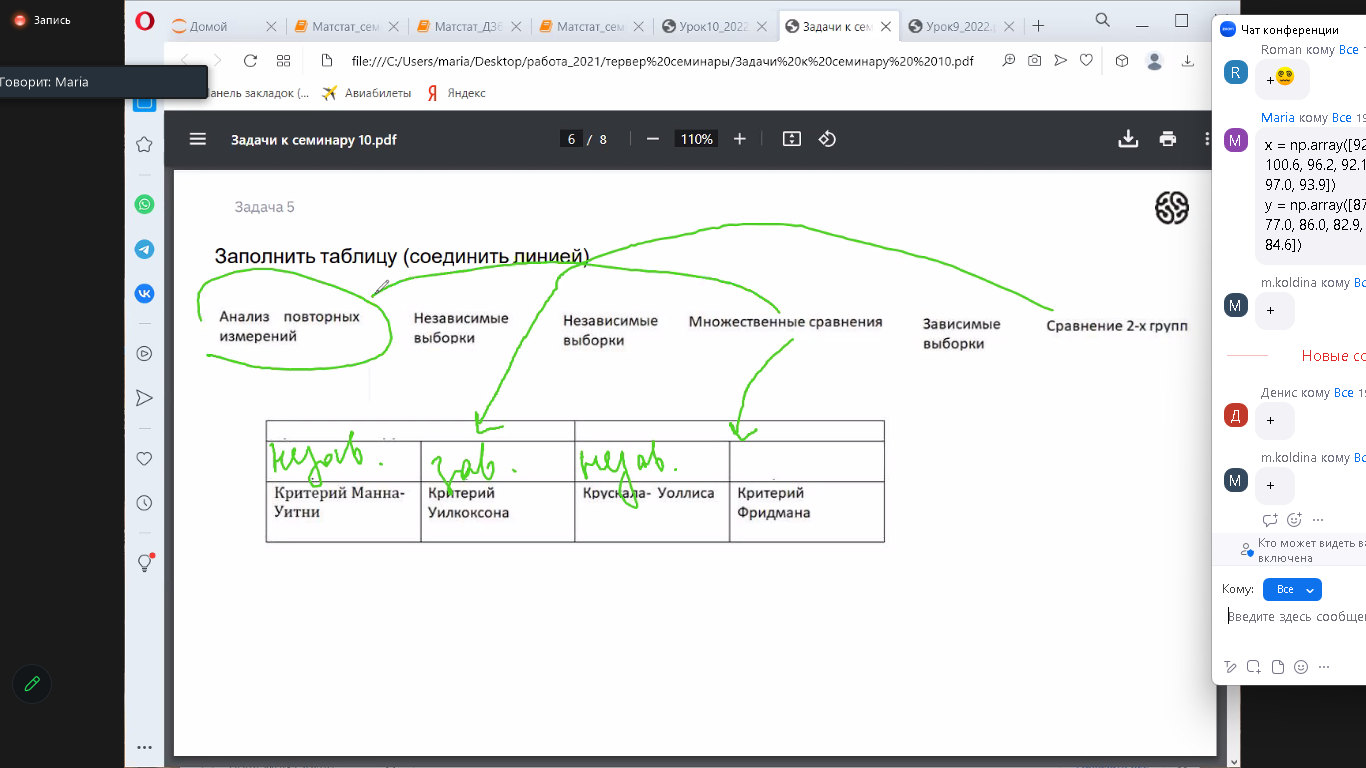 Запись
Говорит: Maria
Домой
Матстат_сем
Матстат_ДЗ6
Матстат_сем
Урок10_2022
Задачи к сем
Урок9_2022.p
file:///C:/Users/maria/Desktop/работа_2021/тервер%20семинары/Задачи%20к%20семинару%20%2010.pdf
анель закладок (...
Авиабилеты
Яндекс
Задачи к семинару 10.pdf
6 / 8
110%
Задача 5
Заполнить таблицу (соединить линией)
Анализ повторных
измерений
Независимые
выборки
Независимые
выборки
Множественные сравнения
Зависимые
выборки
Сравнение 2-х групп
незав.
зав.
незав.
Критерий Манна-
Уитни
Критерий
Уилкоксона
Крускала- Уоллиса
Критерий
Фридмана
Чат конференции
Roman кому Все 1
R
+
Maria кому Все 19
M
x = np.array([92
100.6, 96.2, 92.1
97.0, 93.9])
y = np.array([87
77.0, 86.0, 82.9,
84.6])
m.koldina кому Вс
M
+
Новые со
Денис кому Все 19
Д
+
m.koldina кому Вс
M
+
Кто может видеть ва
включена
Кому:
Все
Введите здесь сообщен